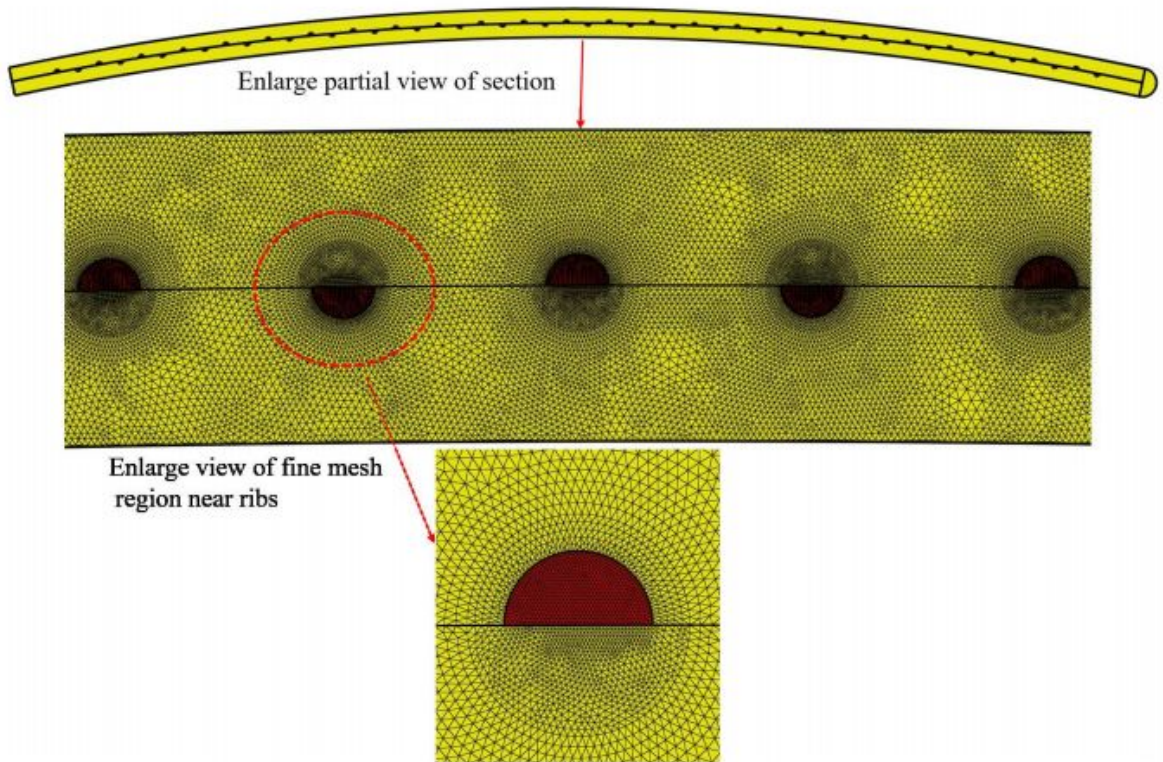 Enlarge partial view of section
Enlarge view of fine mesh
region near ribs